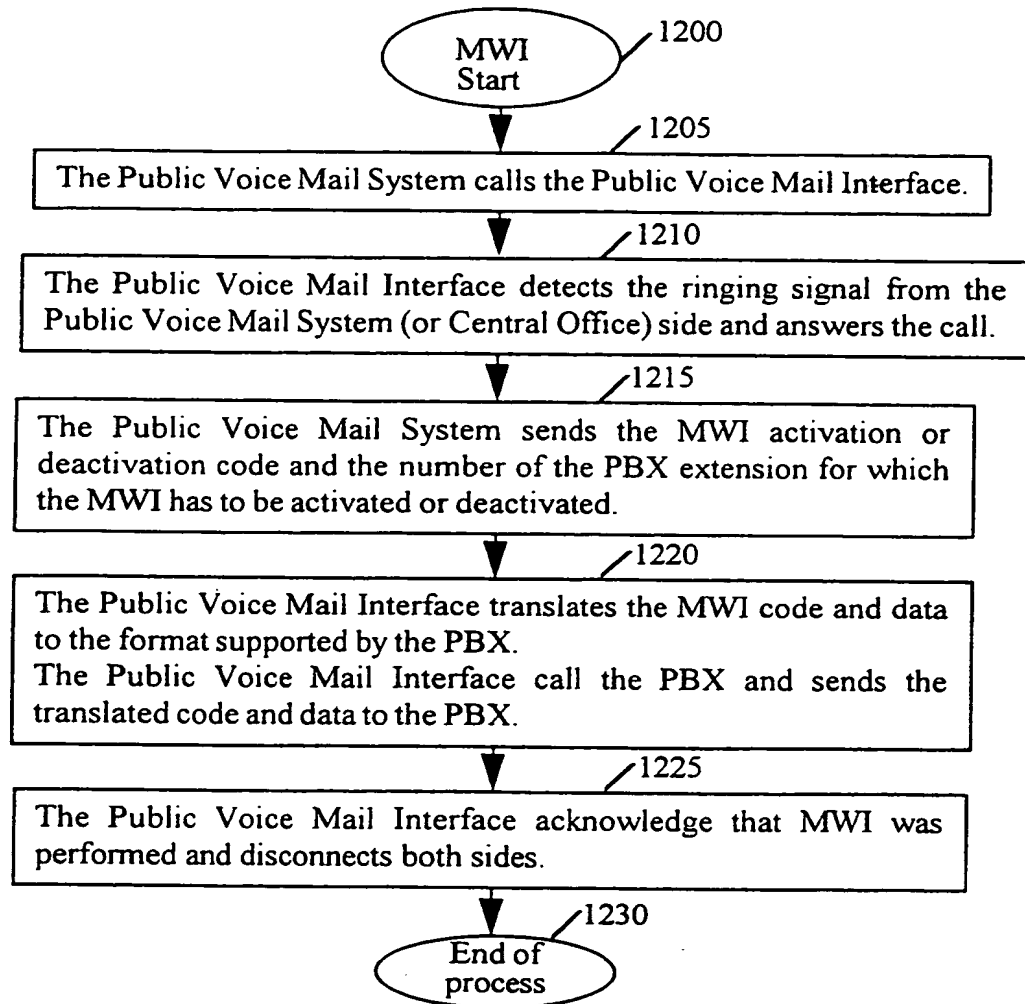 MWI
Start
1200
1205
The Public Voice Mail System calls the Public Voice Mail Interface.
1210
The Public Voice Mail Interface detects the ringing signal from the
Public Voice Mail System (or Central Office) side and answers the call.
1215
The Public Voice Mail System sends the MWI activation or
deactivation code and the number of the PBX extension for which
the MWI has to be activated or deactivated.
1220
The Public Voice Mail Interface translates the MWI code and data
to the format supported by the PBX.
The Public Voice Mail Interface call the PBX and sends the
translated code and data to the PBX.
1225
The Public Voice Mail Interface acknowledge that MWI was
performed and disconnects both sides.
1230
End of
process